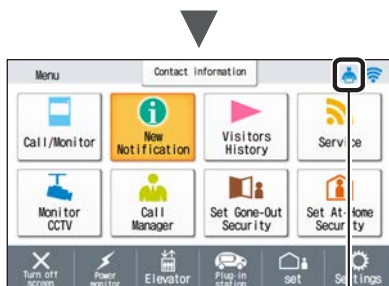 Menu
Contact information
Call/Monitor
New
Notification
Visitors
History
Service
Monitor
CCTV
Call
Manager
Set Gone-Out
Security
Set At-Home
Security
Turn off
screen
Power
monitor
Elevator
Plug-in
station
set
Settings